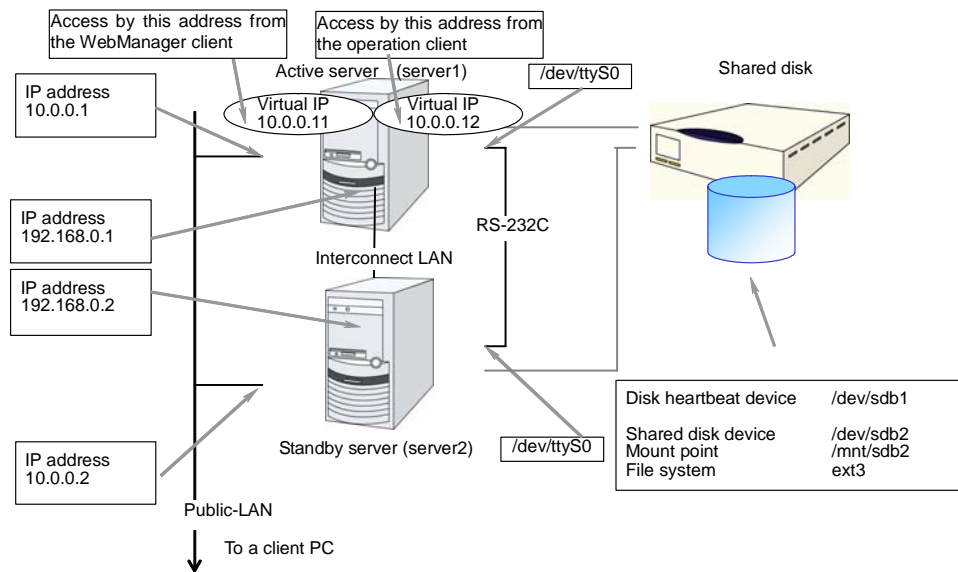 Access by this address from
the WebManager client
Access by this address from
the operation client
Active server (server1)
/dev/ttyS0
Shared disk
IP address
10.0.0.1
Virtual IP
10.0.0.11
Virtual IP
10.0.0.12
IP address
192.168.0.1
RS-232C
Interconnect LAN
IP address
192.168.0.2
Disk heartbeat device /dev/sdb1
Shared disk device /dev/sdb2
Mount point /mnt/sdb2
File system ext3
Standby server (server2)
/dev/ttyS0
IP address
10.0.0.2
Public-LAN
To a client PC